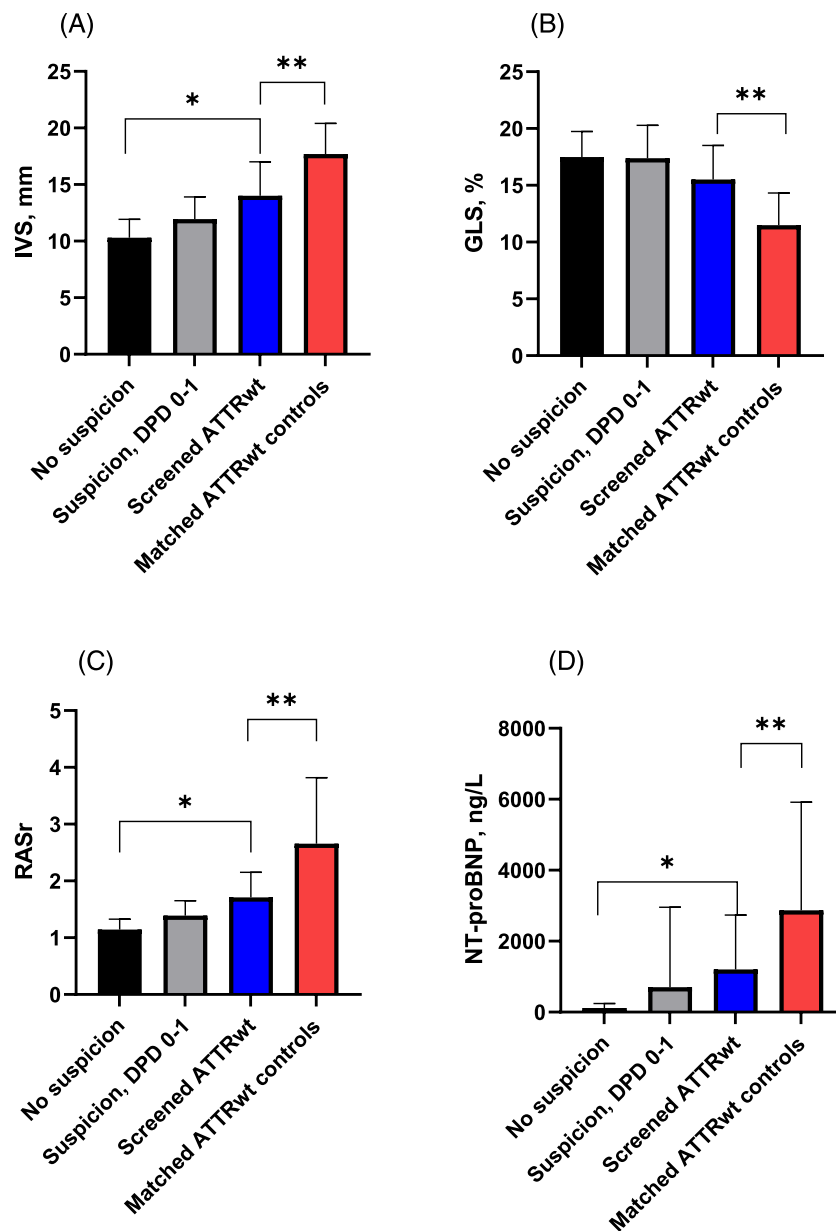 (A)
**
*
25
20
15
10
5
0
IVS, mm
No suspicion
Suspicion, DPD 0-1
Screened ATTRwt
Matched ATTRwt controls
(B)
**
25
20
15
10
5
0
GLS, %
No suspicion
Suspicion, DPD 0-1
Screened ATTRwt
Matched ATTRwt controls
(C)
**
*
5
4
3
2
1
0
RASr
No suspicion
Suspicion, DPD 0-1
Screened ATTRwt
Matched ATTRwt controls
(D)
**
*
8000
6000
4000
2000
0
NT-proBNP, ng/L
No suspicion
Suspicion, DPD 0-1
Screened ATTRwt
Matched ATTRwt controls